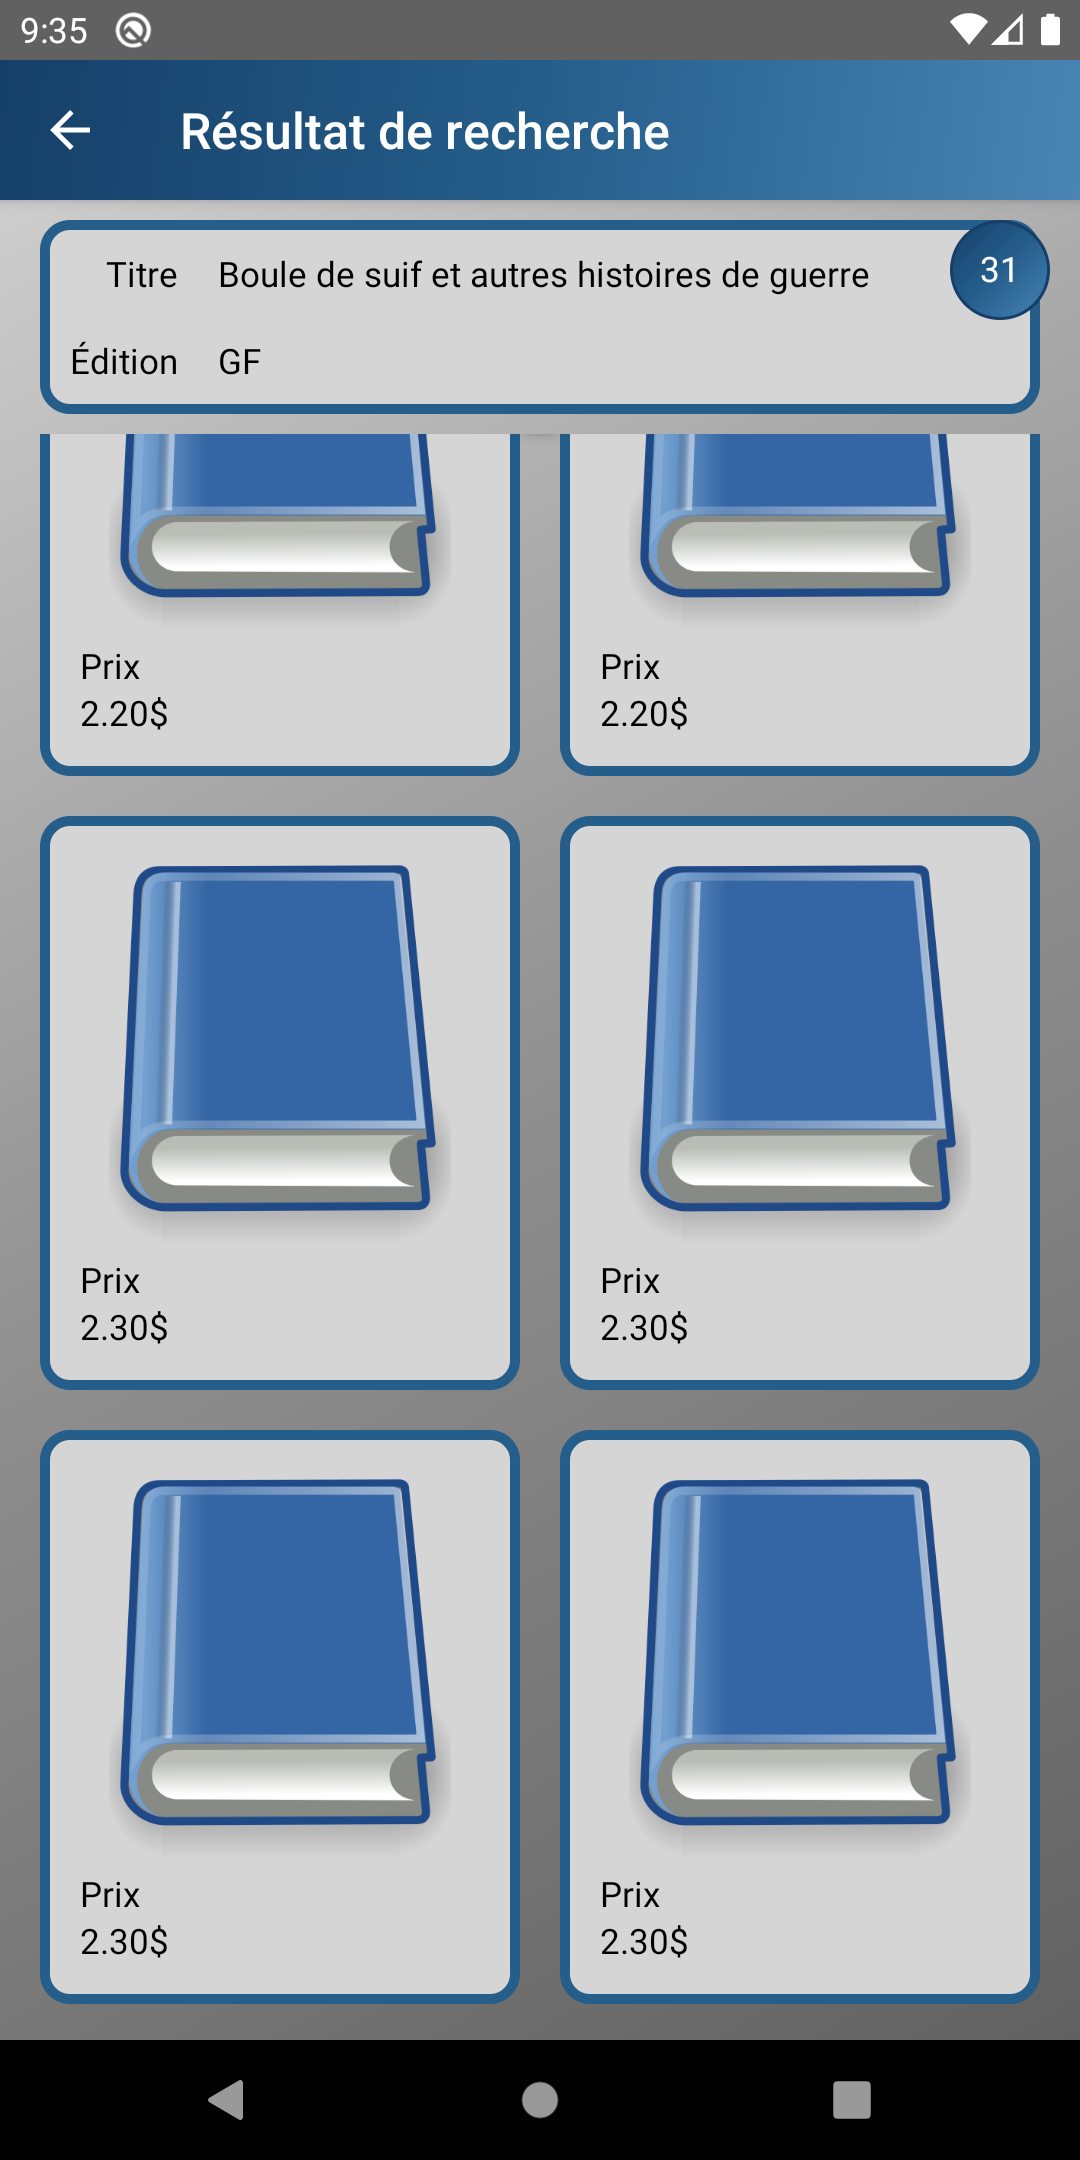 9:35
Résultat de recherche
Titre Boule de suif et autres histoires de guerre
31
Édition GF
Prix
2.20$
Prix
2.20$
Prix
2.30$
Prix
2.30$
Prix
2.30$
Prix
2.30$